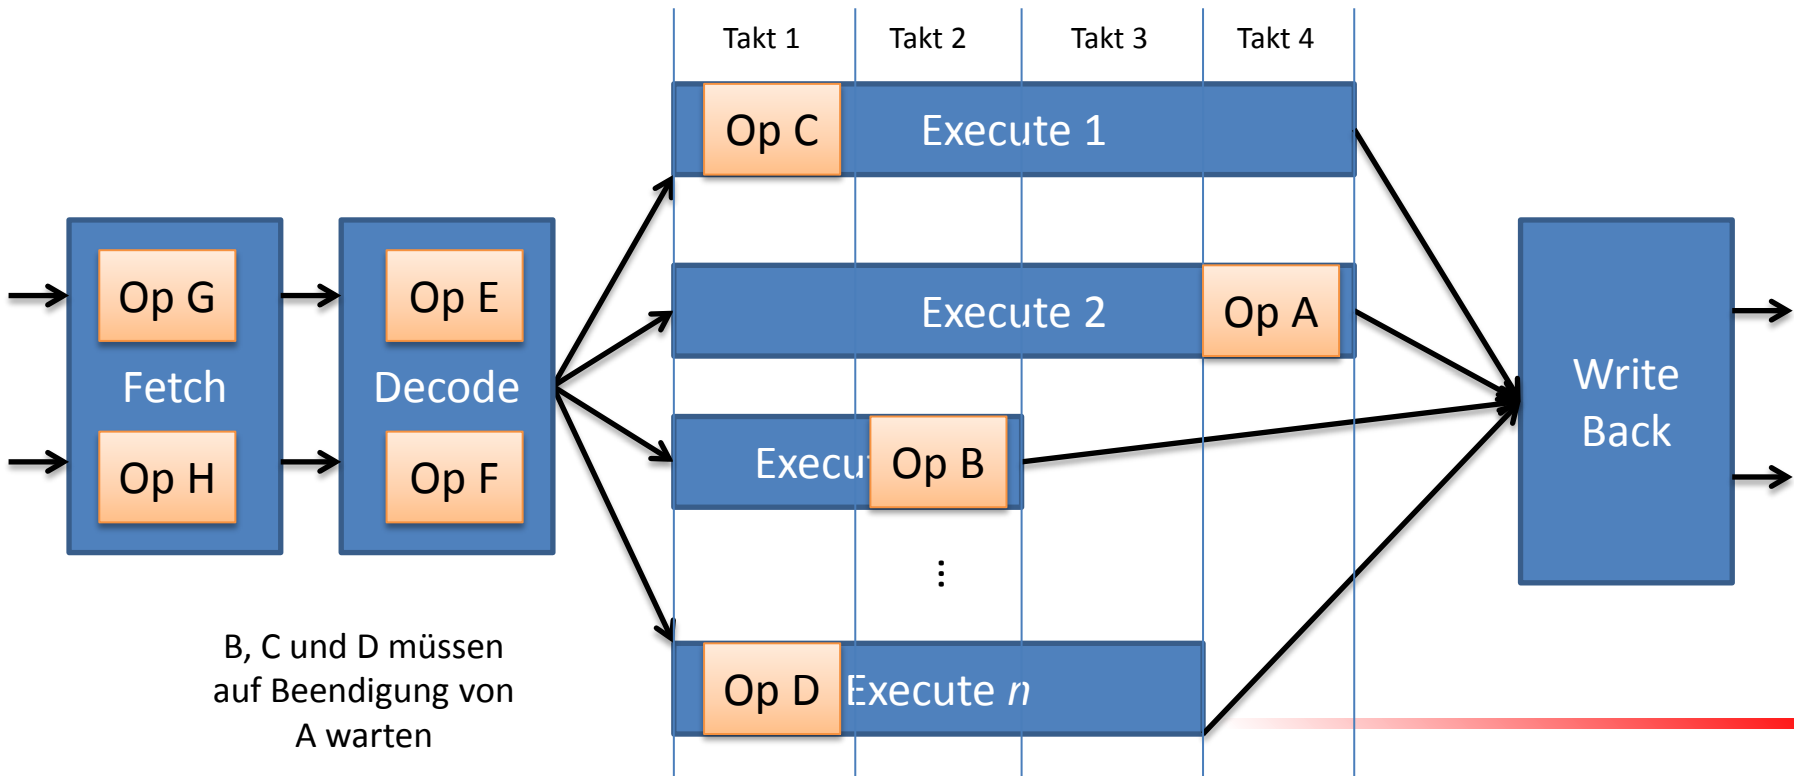 Takt 1
Takt 2
Takt 3
Takt 4
Op C
Execute 1
Op G
Op E
Execute 2
Op A
Fetch
Decode
Write
Back
Op H
Op F
Execu
Op B
⋮
B, C und D müssen
auf Beendigung von
A warten
Op D
Execute n